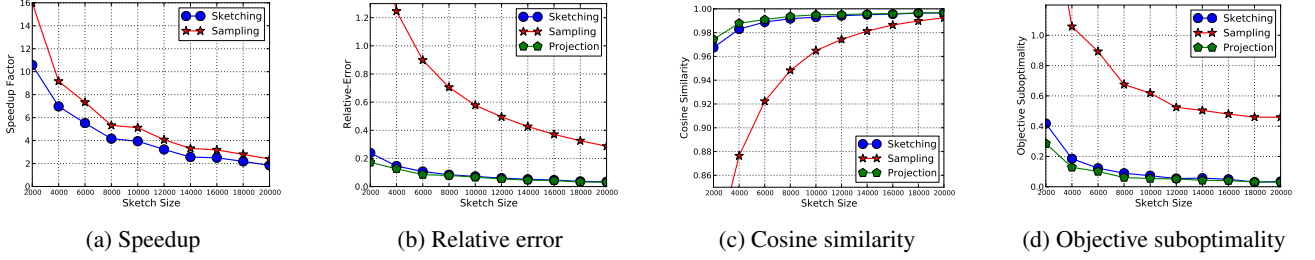 16
14
12
10
8
6
4
2
0
Speedup Factor
Sketching
Sampling
2000 4000 6000 8000 10000 12000 14000 16000 18000 20000
Sketch Size
(a) Speedup
1.2
1.0
0.8
0.6
0.4
0.2
0.0
Relative-Error
Sketching
Sampling
Projection
2000 4000 6000 8000 10000 12000 14000 16000 18000 20000
Sketch Size
(b) Relative error
1.00
0.98
0.96
0.94
0.92
0.90
0.88
0.86
Cosine Similarity
Sketching
Sampling
Projection
2000 4000 6000 8000 10000 12000 14000 16000 18000 20000
Sketch Size
(c) Cosine similarity
1.0
0.8
0.6
0.4
0.2
0.0
Objective Suboptimality
Sketching
Sampling
Projection
2000 4000 6000 8000 10000 12000 14000 16000 18000 20000
Sketch Size
(d) Objective suboptimality